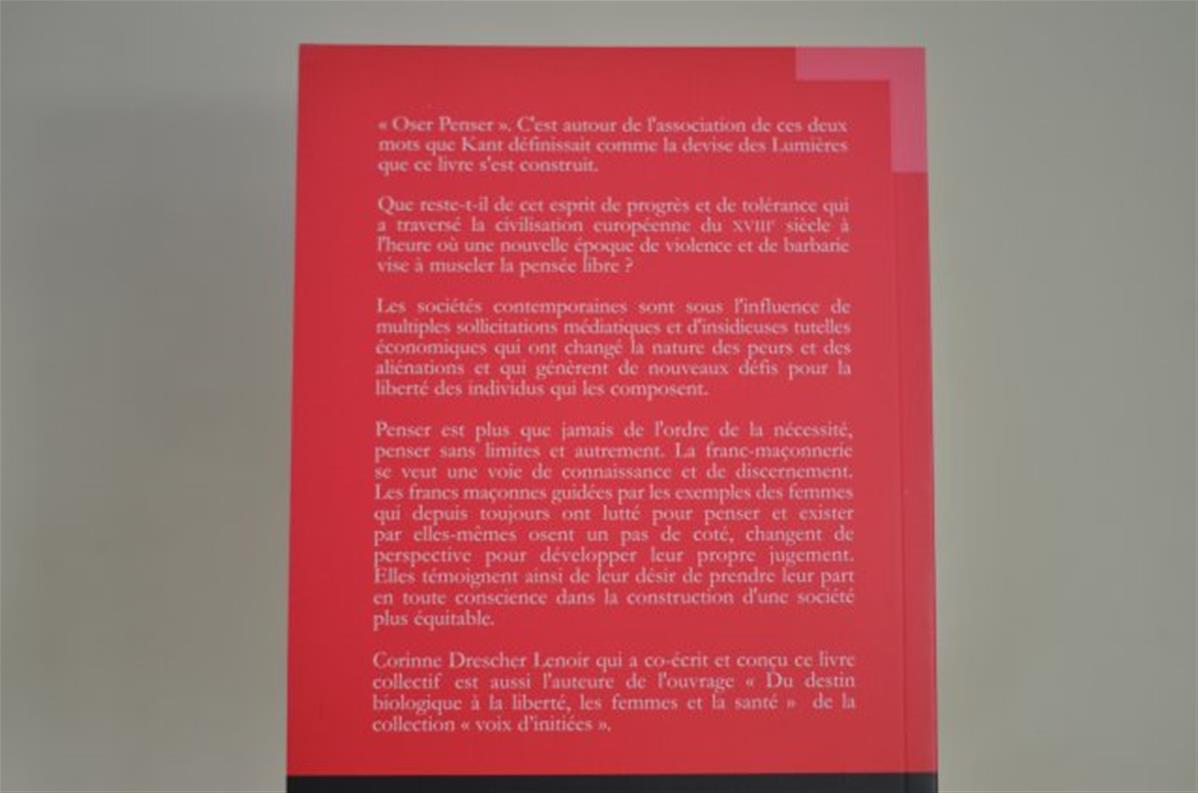 « Oser Penser ». C'est autour de l'association de ces deux
mots que Kant définissait comme la devise des Lumières
que ce livre s'est construit.
Que reste-t-il de cet esprit de progrès et de tolérance qui
a traversé la civilisation européenne du XVIIIe siècle à
l'heure où une nouvelle époque de violence et de barbarie
vise à museler la pensée libre ?
Les sociétés contemporaines sont sous l'influence de
multiples sollicitations médiatiques et d'insidieuses tutelles
économiques qui ont changé la nature des peurs et des
aliénations et qui génèrent de nouveaux défis pour la
liberté des individus qui les composent.
Penser est plus que jamais de l'ordre de la nécessité,
penser sans limites et autrement. La franc-maçonnerie
se veut une voie de connaissance et de discernement.
Les francs maçonnes guidées par les exemples des femmes
qui depuis toujours ont lutté pour penser et exister
par elles-mêmes osent un pas de coté, changent de
perspective pour développer leur propre jugement.
Elles témoignent ainsi de leur désir de prendre leur part
en toute conscience dans la construction d'une société
plus équitable.
Corinne Drescher Lenoir qui a co-écrit et conçu ce livre
collectif est aussi l'auteure de l'ouvrage « Du destin
biologique à la liberté, les femmes et la santé » de la
collection « voix d'initiées ».